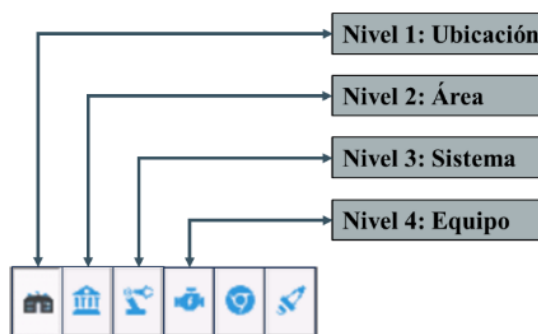 Nivel 1: Ubicación
Nivel 2: Área
Nivel 3: Sistema
Nivel 4: Equipo